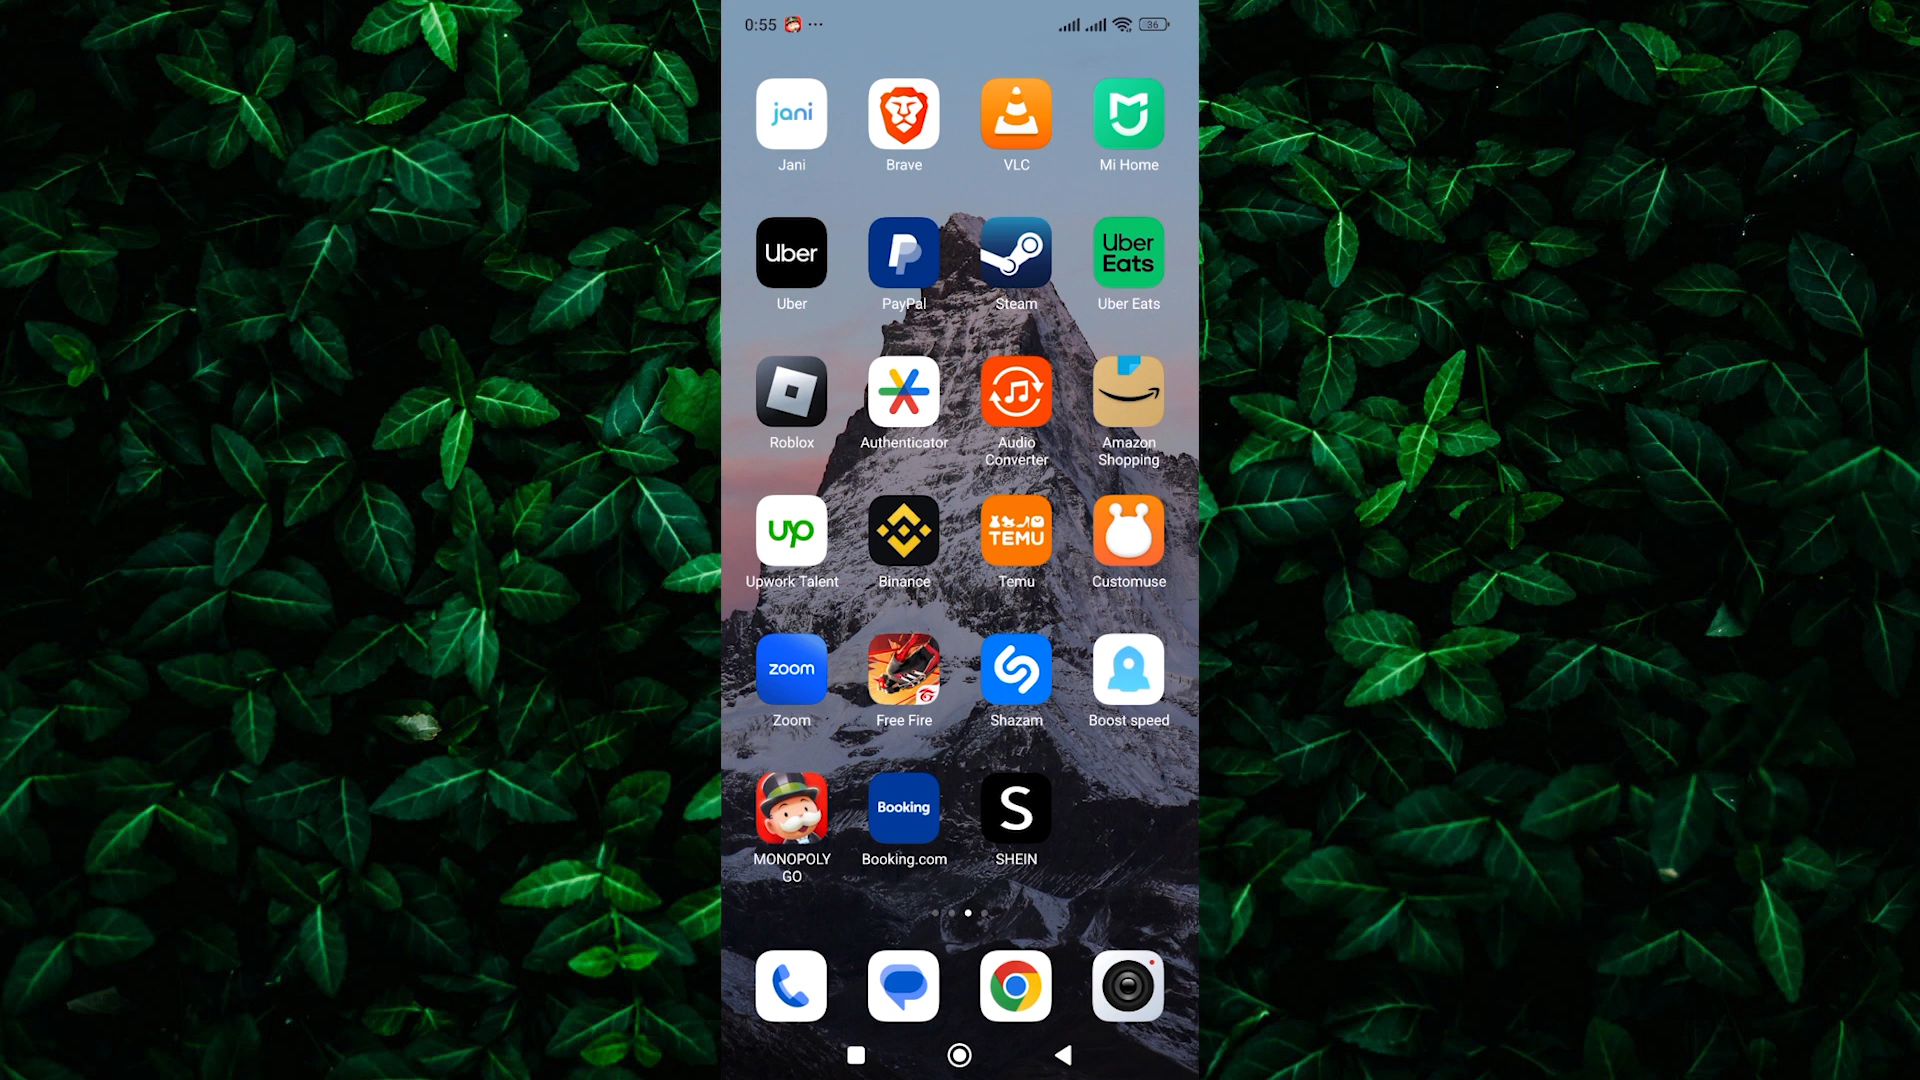 0:55 ... 36
jani
Jani Brave VLC Mi Home
Uber Uber
Eats
Uber PayPal Steam Uber Eats
Roblox Authenticator Audio
Converter Amazon
Shopping
up TEMU
Upwork Talent Binance Temu Customuse
zoom
Zoom Free Fire Shazam Boost speed
Booking S
MONOPOLY
GO Booking.com SHEIN